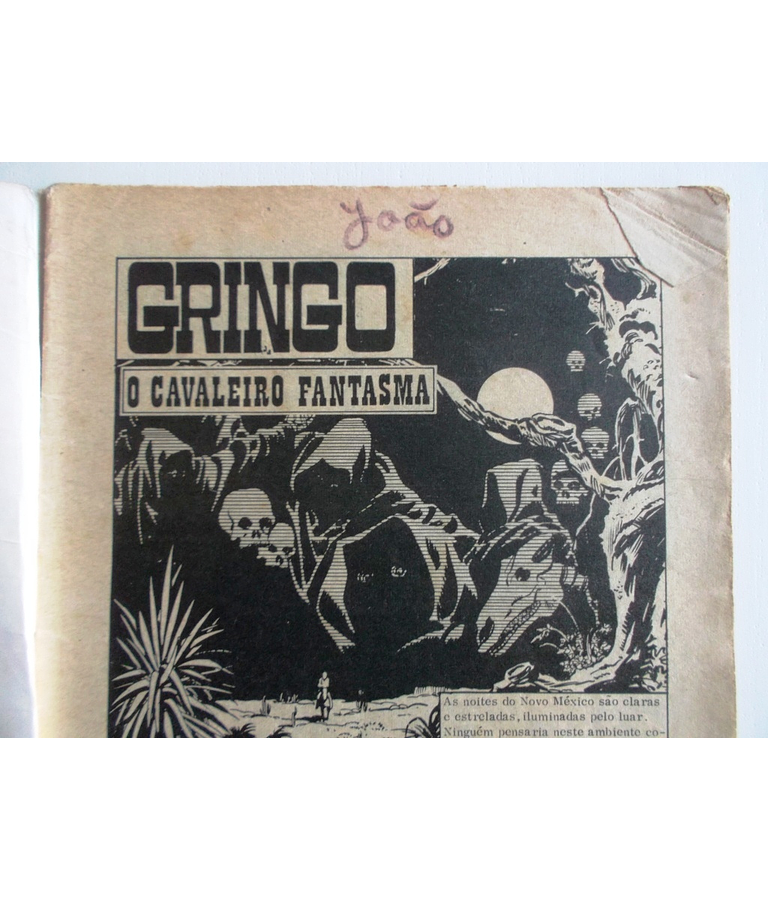 João
GRINGO
O CAVALEIRO FANTASMA
As noites do Novo México são claras
e estreladas, iluminadas pelo luar.
Ninguém pensaria neste ambiente co-